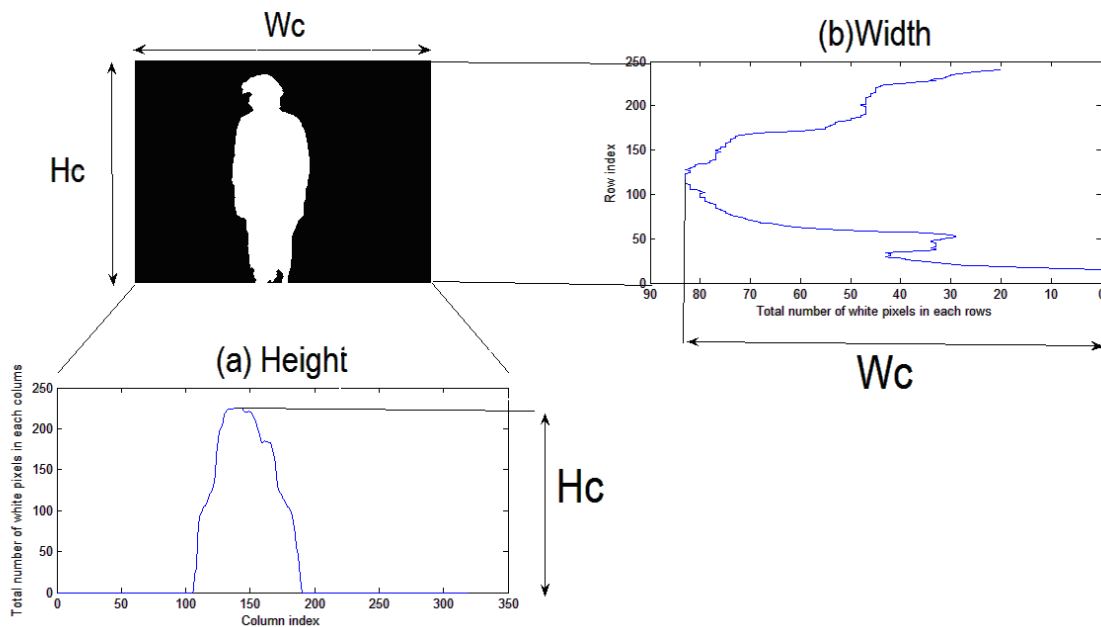 Wc
Hc
(b)Width
250
200
150
100
50
0
Row index
90 80 70 60 50 40 30 20 10 0
Total number of white pixels in each rows
Wc
(a) Height
250
200
150
100
50
0
Total number of white pixels in each colums
0 50 100 150 200 250 300 350
Column index
Hc